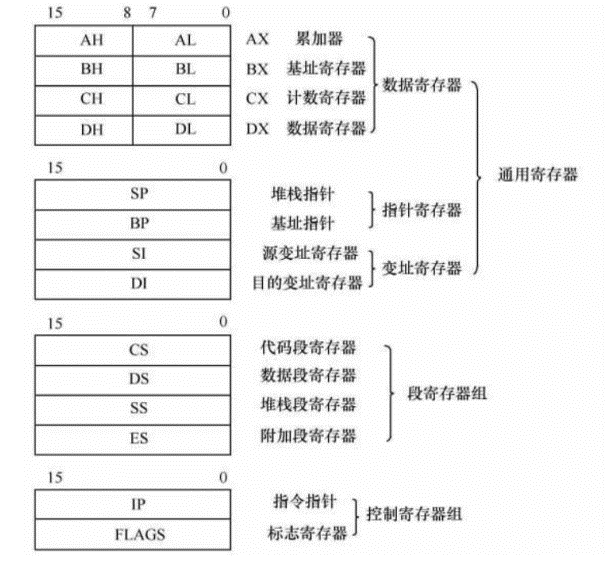 15 8 7 0
AH AL AX 累加器
BH BL BX 基址寄存器
数据寄存器
CH CL CX 计数寄存器
DH DL DX 数据寄存器
15 0
通用寄存器
SP 堆栈指针
指针寄存器
BP 基址指针
SI 源变址寄存器
变址寄存器
DI 目的变址寄存器
15 0
CS 代码段寄存器
DS 数据段寄存器
段寄存器组
SS 堆栈段寄存器
ES 附加段寄存器
15 0
IP 指令指针
控制寄存器组
FLAGS 标志寄存器